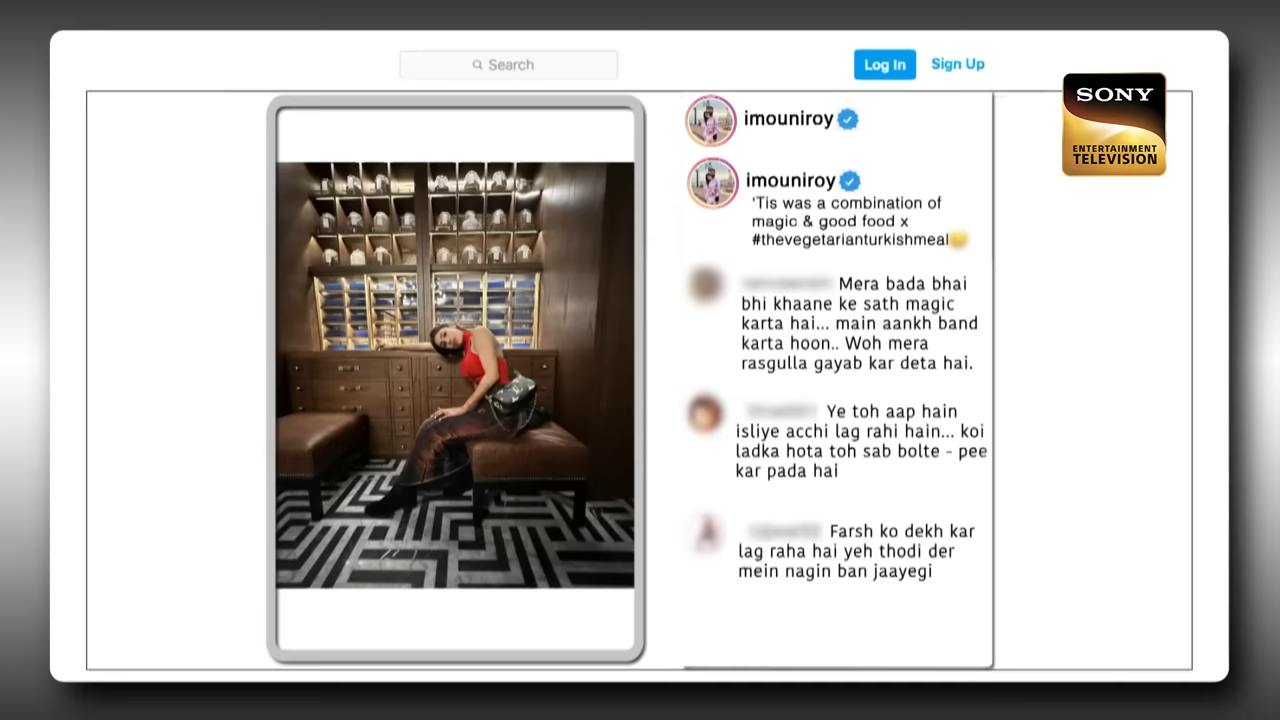 Search
Log In
Sign Up
SONY
ENTERTAINMENT
TELEVISION
imouniroy
imouniroy
'Tis was a combination of
magic & good food x
#thevegetarianturkishmeal
Mera bada bhai
bhi khaane ke sath magic
karta hai... main aankh band
karta hoon.. Woh mera
rasgulla gayab kar deta hai.
Ye toh aap hain
isliye acchi lag rahi hain... koi
ladka hota toh sab bolte - pee
kar pada hai
Farsh ko dekh kar
lag raha hai yeh thodi der
mein nagin ban jaayegi